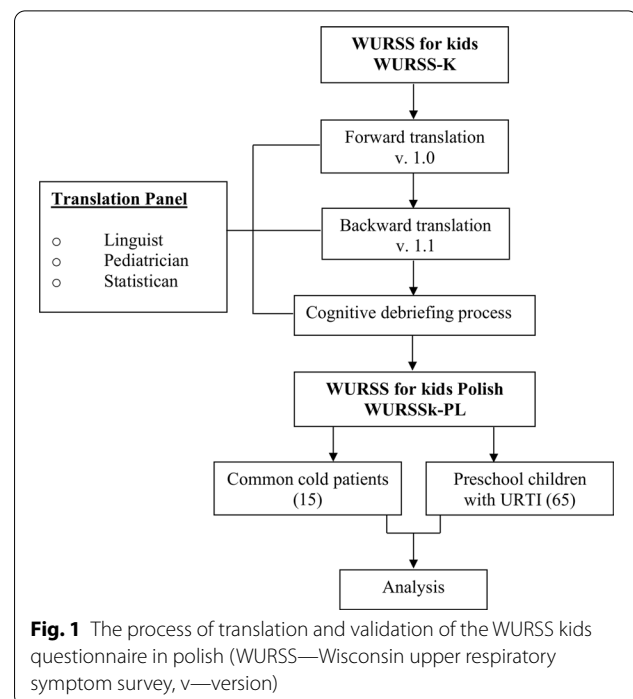 WURSS for kids
WURSS-K
Forward translation
v. 1.0
Translation Panel
○ Linguist
○ Pediatrician
○ Statistican
Backward translation
v. 1.1
Cognitive debriefing process
WURSS for kids Polish
WURSSk-PL
Common cold patients
(15)
Preschool children
with URTI (65)
Analysis
Fig. 1 The process of translation and validation of the WURSS kids
questionnaire in polish (WURSS—Wisconsin upper respiratory
symptom survey, v—version)